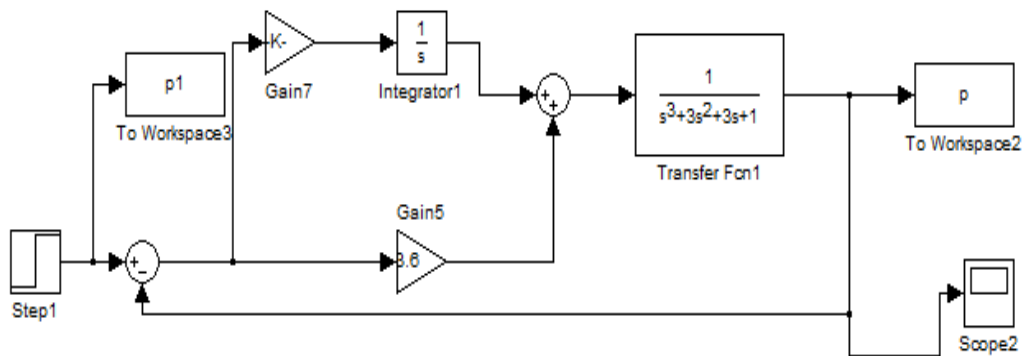 K-
1
s
p1
Gain7
Integrator1
To Workspace3
+
+
1
s3+3s2+3s+1
p
To Workspace2
Transfer Fcn1
Gain5
+
-
3.6
Step1
Scope2